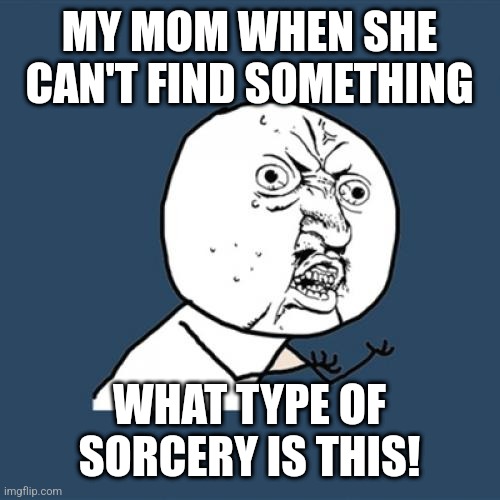 MY MOM WHEN SHE
CAN'T FIND SOMETHING
WHAT TYPE OF
SORCERY IS THIS!
imgflip.com